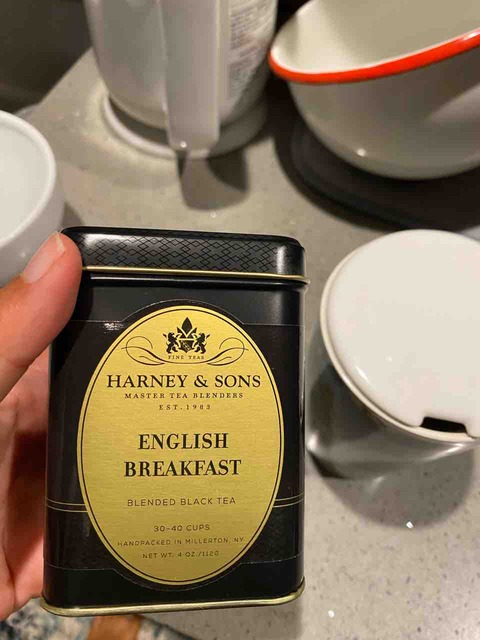 FINE TEAS
HARNEY & SONS
MASTER TEA BLENDERS
EST. 1983
ENGLISH
BREAKFAST
BLENDED BLACK TEA
30-40 CUPS
HANDPACKED IN MILLERTON, NY
NET WT. 4 OZ./112G